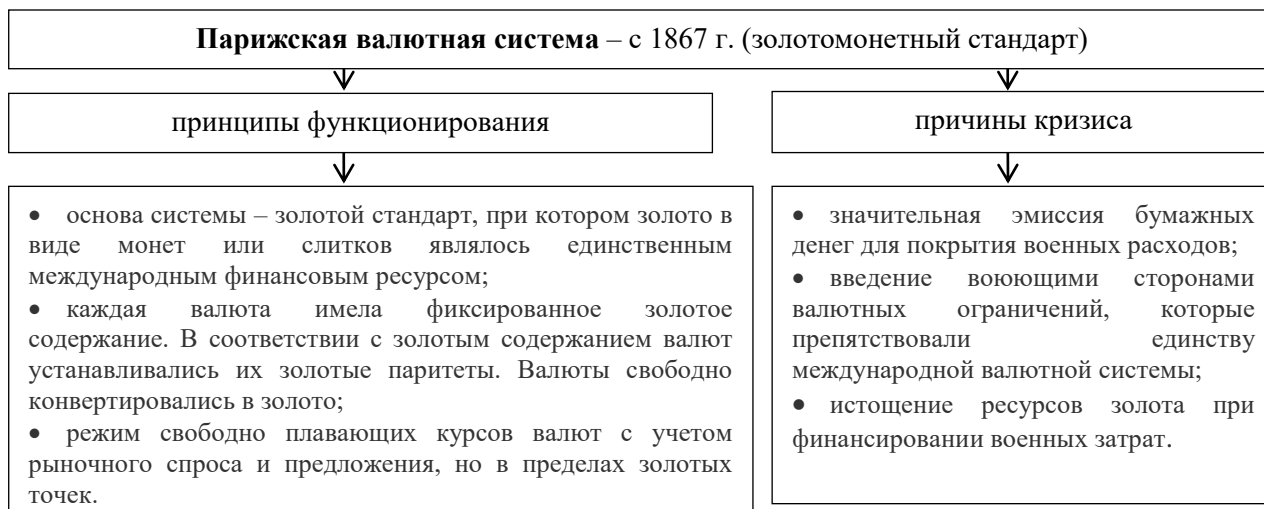 Парижская валютная система – с 1867 г. (золотомонетный стандарт)
принципы функционирования
причины кризиса
• основа системы – золотой стандарт, при котором золото в
виде монет или слитков являлось единственным
международным финансовым ресурсом;
• каждая валюта имела фиксированное золотое
содержание. В соответствии с золотым содержанием валют
устанавливались их золотые паритеты. Валюты свободно
конвертировались в золото;
• режим свободно плавающих курсов валют с учетом
рыночного спроса и предложения, но в пределах золотых
точек.
• значительная эмиссия бумажных
денег для покрытия военных расходов;
• введение воюющими сторонами
валютных ограничений, которые
препятствовали единству
международной валютной системы;
• истощение ресурсов золота при
финансировании военных затрат.